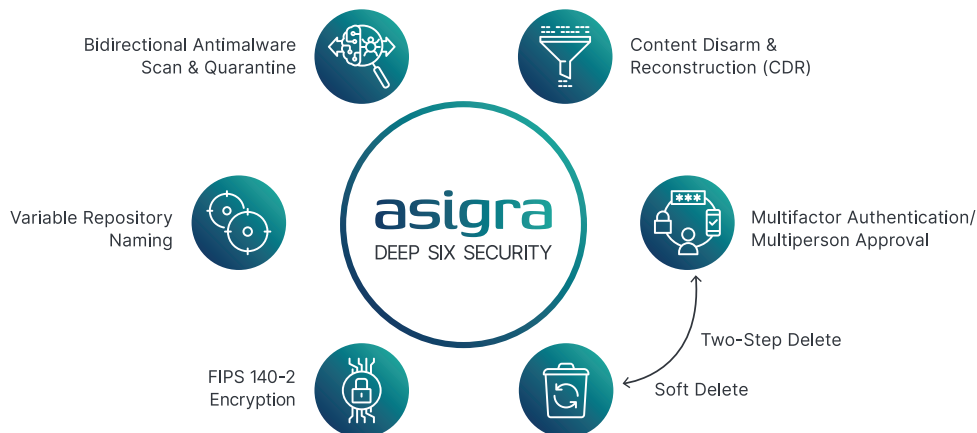 Bidirectional Antimalware
Scan & Quarantine
Content Disarm &
Reconstruction (CDR)
Variable Repository
Naming
asigra
DEEP SIX SECURITY
***
Multifactor Authentication/
Multiperson Approval
Two-Step Delete
FIPS 140-2
Encryption
Soft Delete